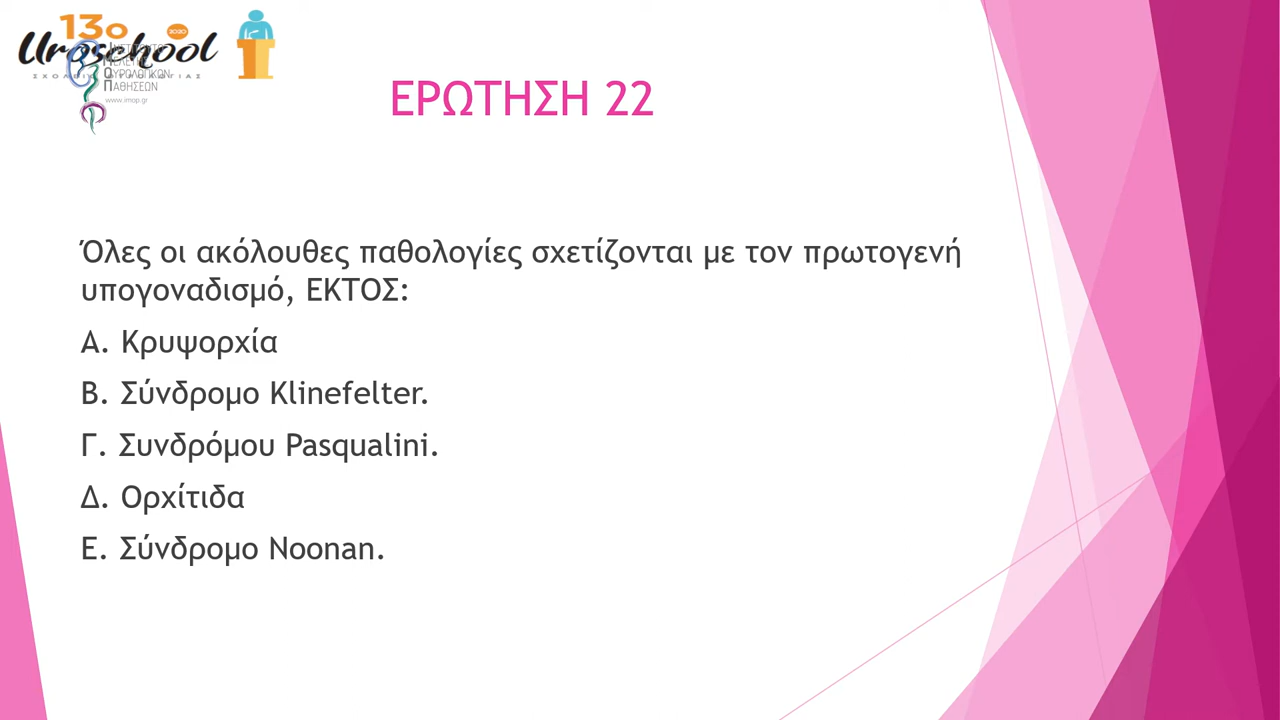 13ο
2020
Uroschool
ΙΝΣΤΙΤΟΥΤΟ
ΜΕΛΕΤΗΣ
ΟΥΡΟΛΟΓΙΚΩΝ
ΠΑΘΗΣΕΩΝ
www.imop.gr
ΕΡΩΤΗΣΗ 22
Όλες οι ακόλουθες παθολογίες σχετίζονται με τον πρωτογενή
υπογοναδισμό, ΕΚΤΟΣ:
Α. Κρυψορχία
Β. Σύνδρομο Klinefelter.
Γ. Συνδρόμου Pasqualini.
Δ. Ορχίτιδα
Ε. Σύνδρομο Noonan.